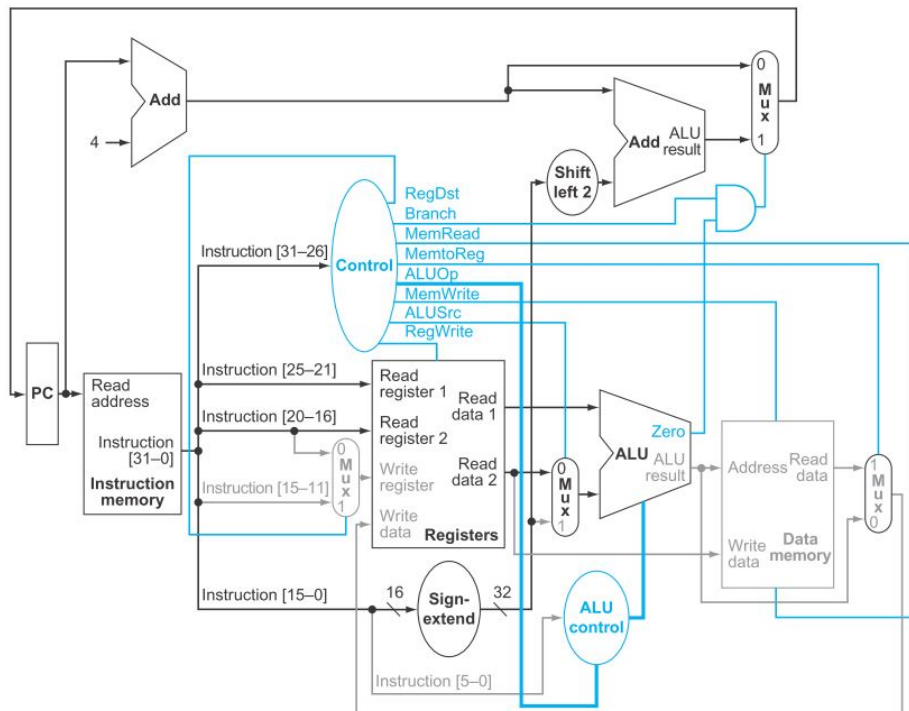 0
M
u
x
1
Add
Add
ALU
result
4
Shift
left 2
RegDst
Branch
MemRead
MemtoReg
ALUOp
MemWrite
ALUSrc
RegWrite
Instruction [31–26]
Control
PC
Read
address
Instruction
[31–0]
Instruction
memory
Instruction [25–21]
Instruction [20–16]
Instruction [15–11]
0
M
u
x
1
Read
register 1
Read
register 2
Write
register
Write
data
Read
data 1
Read
data 2
Registers
0
M
u
x
1
Zero
ALU
ALU
result
Address
Read
data
Write
data
Data
memory
1
M
u
x
0
Instruction [15–0]
16
Sign-
extend
32
ALU
control
Instruction [5–0]